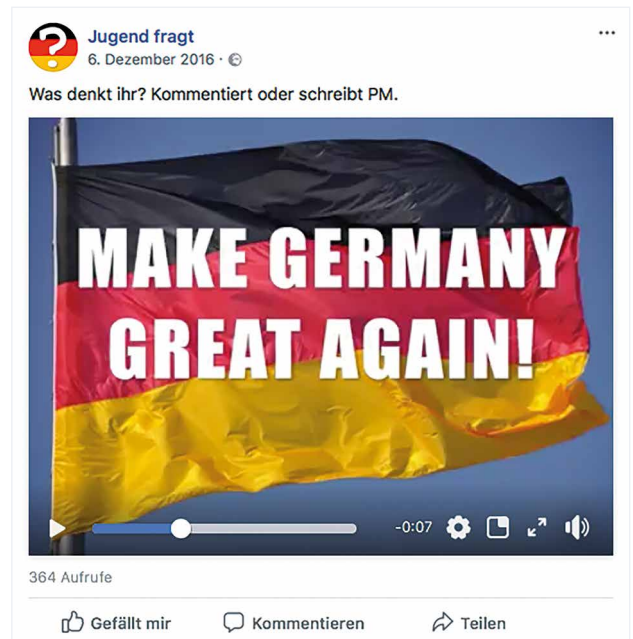 Jugend fragt
6. Dezember 2016 ·
Was denkt ihr? Kommentiert oder schreibt PM.
MAKE GERMANY
GREAT AGAIN!
-0:07
364 Aufrufe
Gefällt mir Kommentieren Teilen